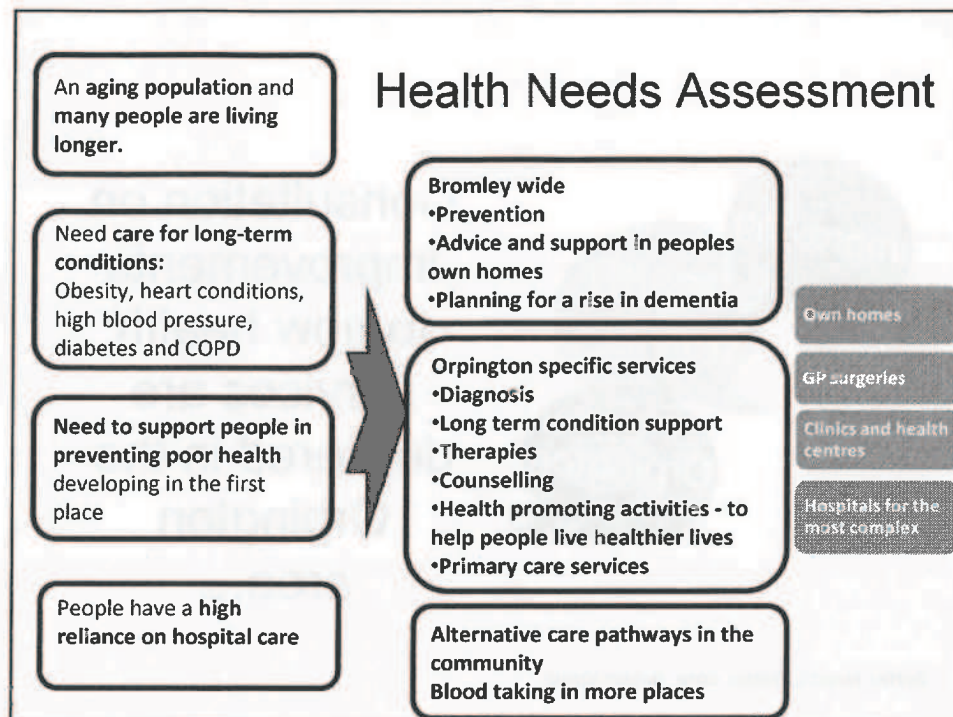 Health Needs Assessment
An aging population and
many people are living
longer.
Need care for long-term
conditions:
Obesity, heart conditions,
high blood pressure,
diabetes and COPD
Need to support people in
preventing poor health
developing in the first
place
People have a high
reliance on hospital care
Bromley wide
•Prevention
•Advice and support in peoples
own homes
•Planning for a rise in dementia
Orpington specific services
•Diagnosis
•Long term condition support
•Therapies
•Counselling
•Health promoting activities - to
help people live healthier lives
•Primary care services
Alternative care pathways in the
community
Blood taking in more places
Own homes
GP surgeries
Clinics and health
centres
Hospitals for the
most complex